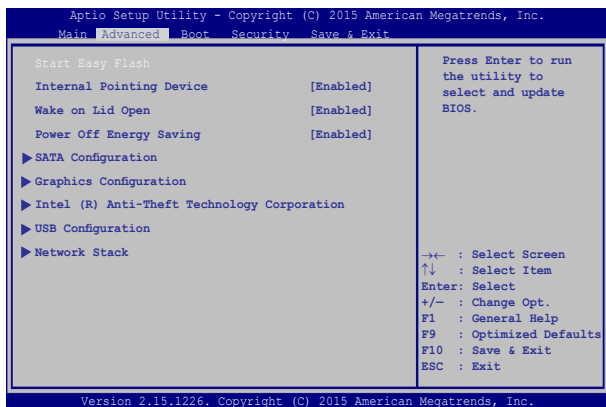 Aptio Setup Utility - Copyright (C) 2015 American Megatrends, Inc.
Main Advanced Boot Security Save & Exit
Start Easy Flash
Internal Pointing Device [Enabled]
Wake on Lid Open [Enabled]
Power Off Energy Saving [Enabled]
SATA Configuration
Graphics Configuration
Intel (R) Anti-Theft Technology Corporation
USB Configuration
Network Stack
Press Enter to run
the utility to
select and update
BIOS.
→← : Select Screen
↑↓ : Select Item
Enter: Select
+/— : Change Opt.
F1 : General Help
F9 : Optimized Defaults
F10 : Save & Exit
ESC : Exit
Version 2.15.1226. Copyright (C) 2015 American Megatrends, Inc.